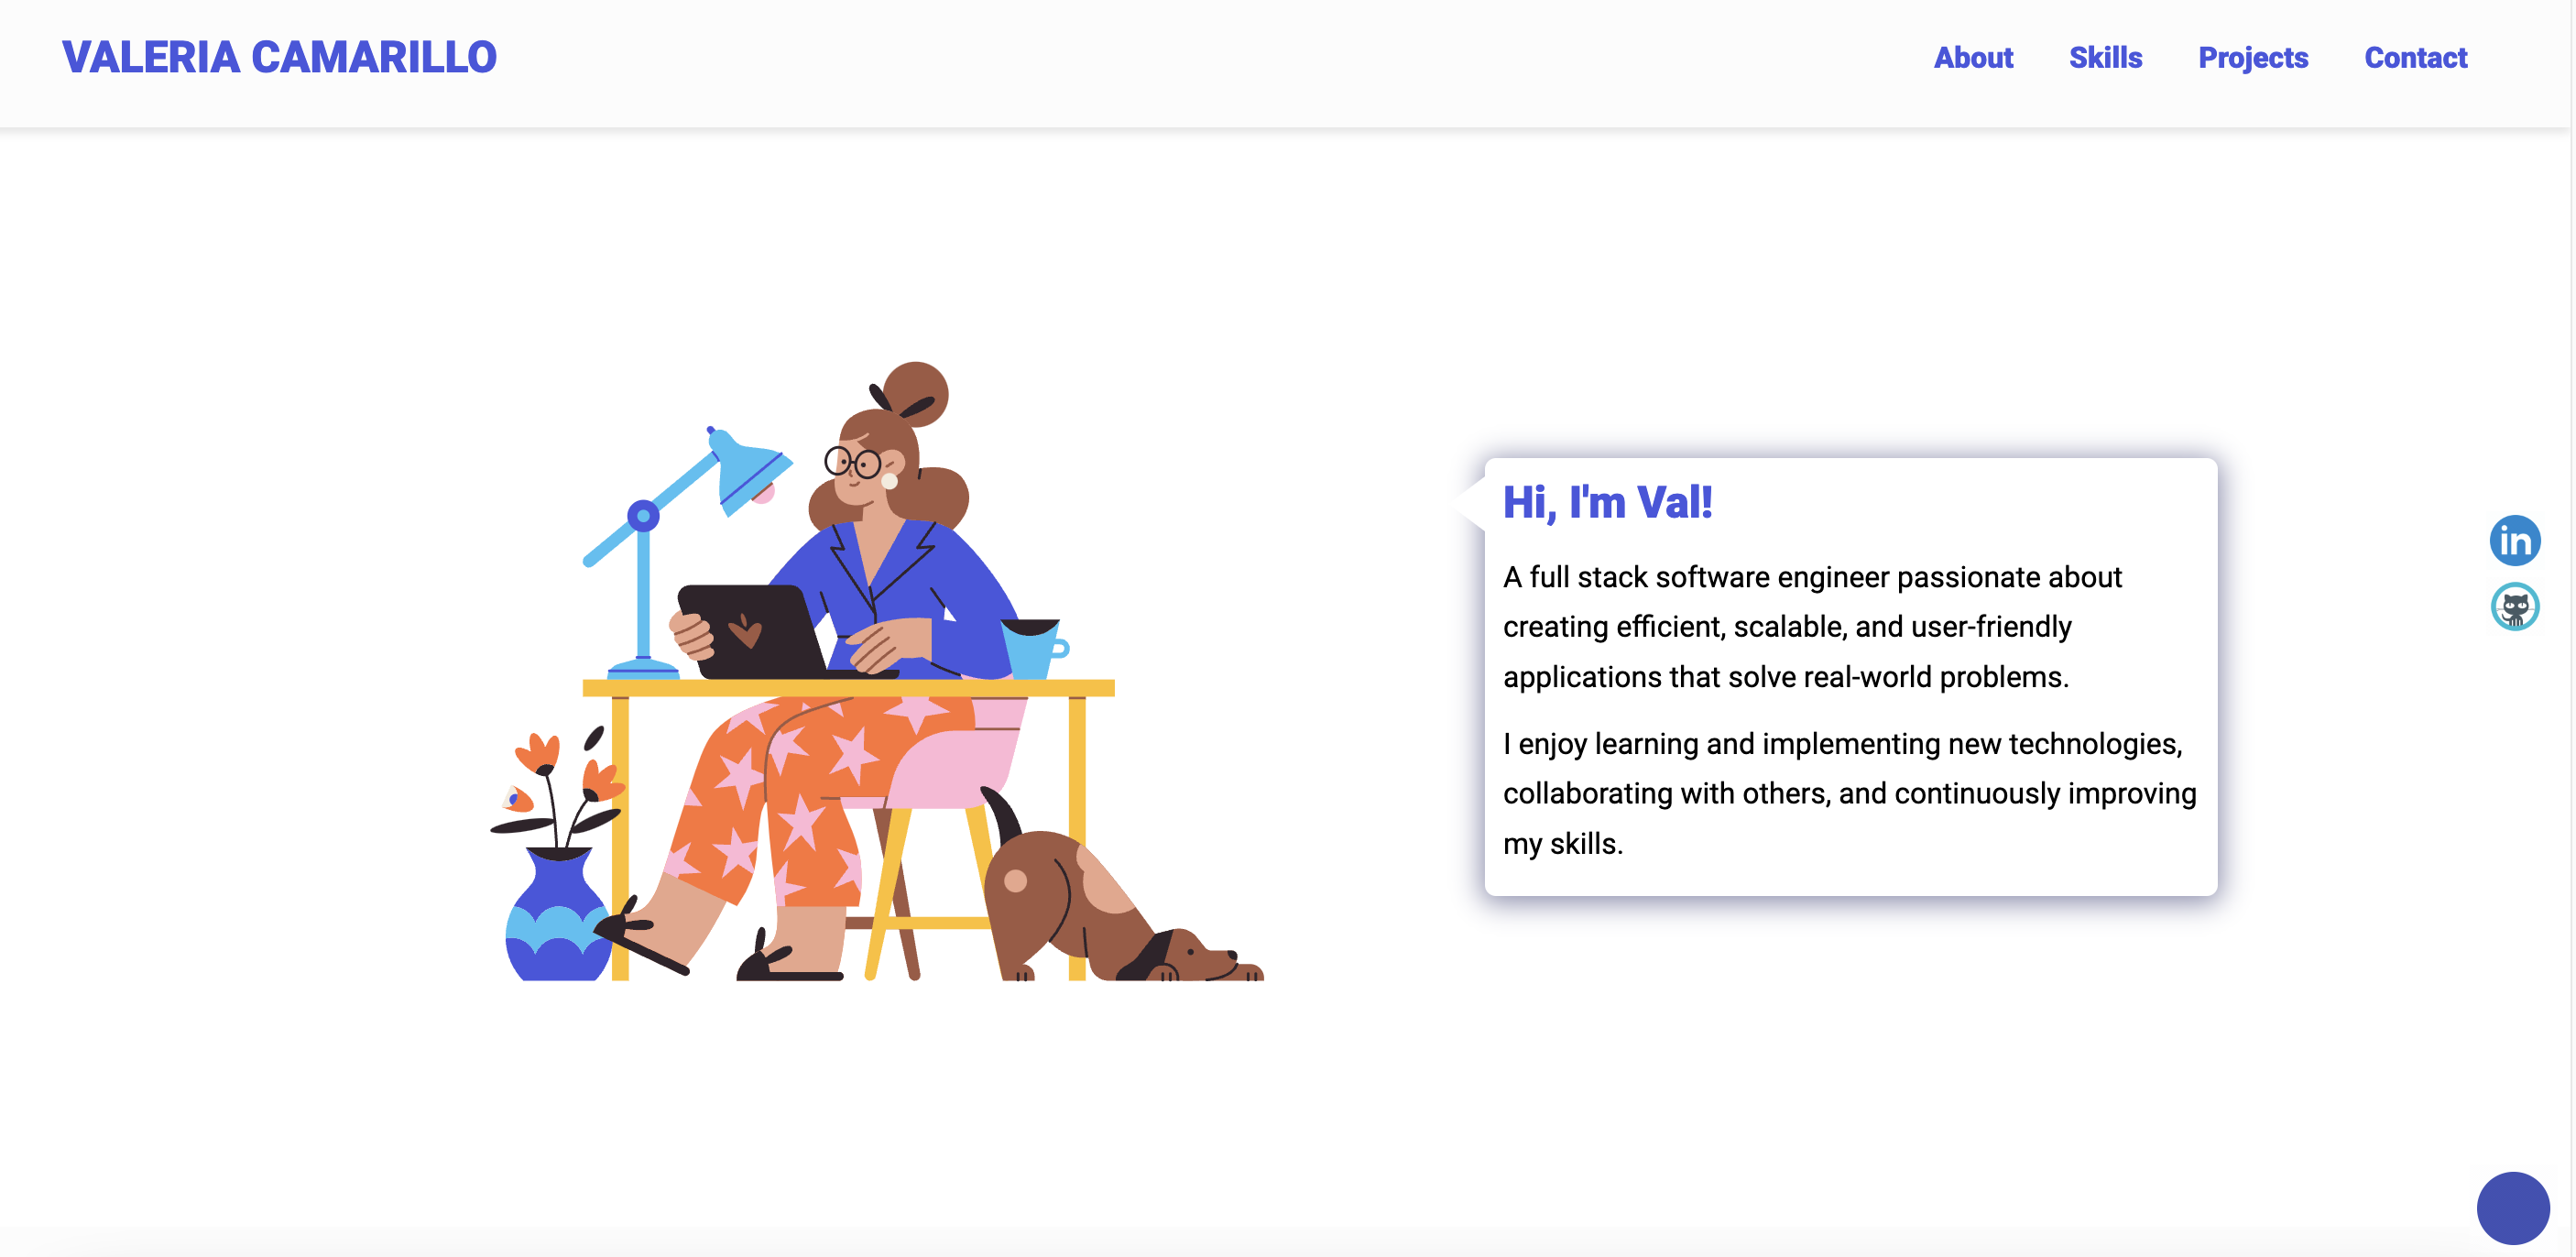 VALERIA CAMARILLO
About Skills Projects Contact
Hi, I'm Val!
A full stack software engineer passionate about
creating efficient, scalable, and user-friendly
applications that solve real-world problems.
I enjoy learning and implementing new technologies,
collaborating with others, and continuously improving
my skills.
in